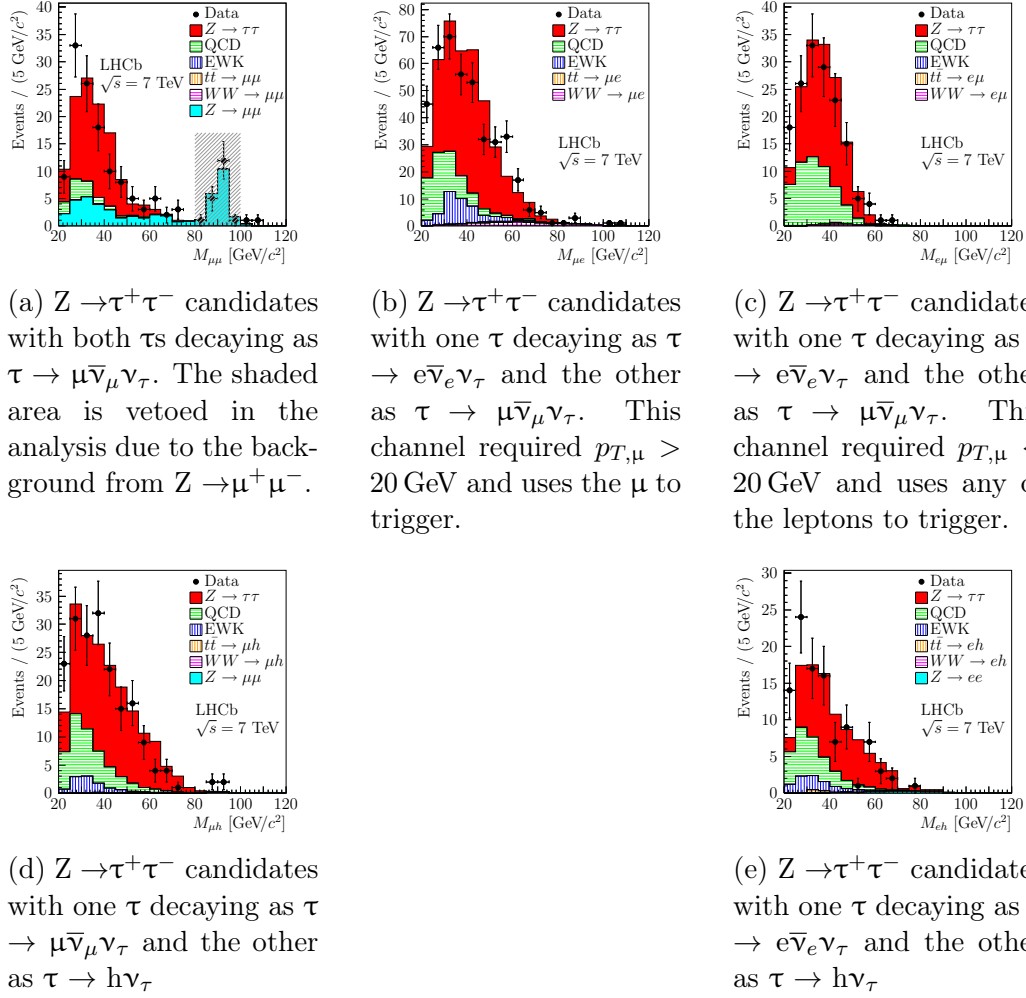 Events / (5 GeV/c²)
40
35
30
25
20
15
10
5
0
20 40 60 80 100 120
M_μμ [GeV/c²]
LHCb
√s = 7 TeV
Data
Z → ττ
QCD
EWK
tt̄ → μμ
WW → μμ
Z → μμ
Events / (5 GeV/c²)
80
70
60
50
40
30
20
10
0
20 40 60 80 100 120
M_μe [GeV/c²]
Data
Z → ττ
QCD
EWK
tt̄ → μe
WW → μe
LHCb
√s = 7 TeV
Events / (5 GeV/c²)
40
35
30
25
20
15
10
5
0
20 40 60 80 100 120
M_eμ [GeV/c²]
Data
Z → ττ
QCD
EWK
tt̄ → eμ
WW → eμ
LHCb
√s = 7 TeV
(a) Z →τ⁺τ⁻ candidates
with both τs decaying as
τ → μν̄_μν_τ. The shaded
area is vetoed in the
analysis due to the back-
ground from Z →μ⁺μ⁻.
(b) Z →τ⁺τ⁻ candidates
with one τ decaying as τ
→ eν̄_eν_τ and the other
as τ → μν̄_μν_τ. This
channel required p_T,μ >
20 GeV and uses the μ to
trigger.
(c) Z →τ⁺τ⁻ candidate
with one τ decaying as
→ eν̄_eν_τ and the othe
as τ → μν̄_μν_τ. Thi
channel required p_T,μ <
20 GeV and uses any o
the leptons to trigger.
Events / (5 GeV/c²)
35
30
25
20
15
10
5
0
20 40 60 80 100 120
M_μh [GeV/c²]
Data
Z → ττ
QCD
EWK
tt̄ → μh
WW → μh
Z → μμ
LHCb
√s = 7 TeV
Events / (5 GeV/c²)
30
25
20
15
10
5
0
20 40 60 80 100 120
M_eh [GeV/c²]
Data
Z → ττ
QCD
EWK
tt̄ → eh
WW → eh
Z → ee
LHCb
√s = 7 TeV
(d) Z →τ⁺τ⁻ candidates
with one τ decaying as τ
→ μν̄_μν_τ and the other
as τ → hν_τ
(e) Z →τ⁺τ⁻ candidate
with one τ decaying as
→ eν̄_eν_τ and the othe
as τ → hν_τ